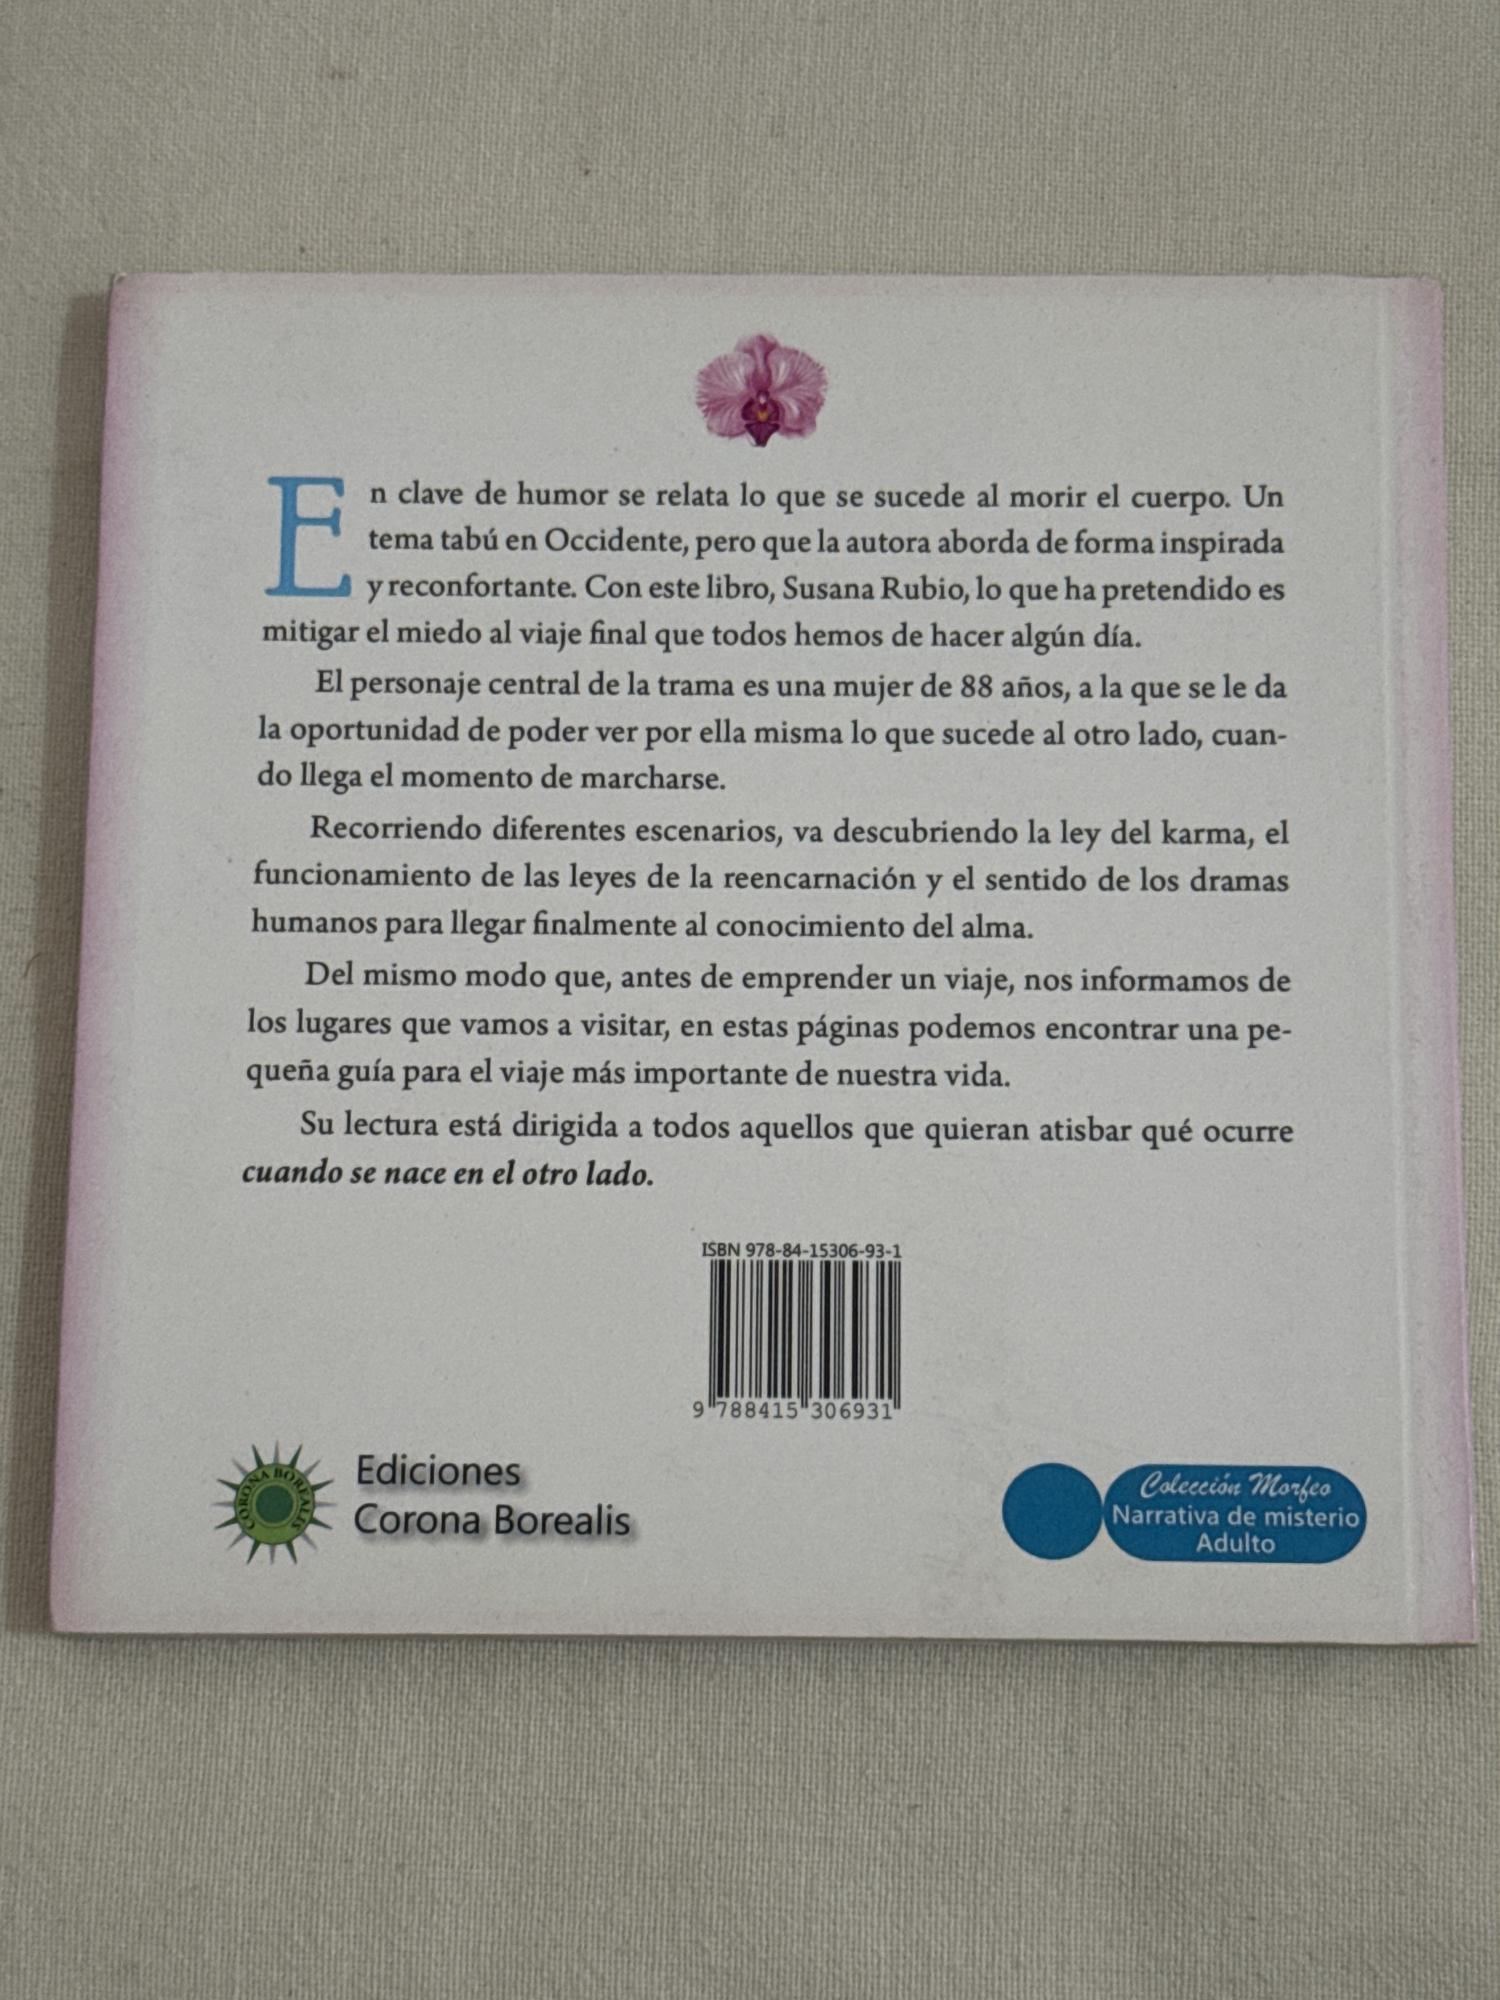 En clave de humor se relata lo que se sucede al morir el cuerpo. Un
tema tabú en Occidente, pero que la autora aborda de forma inspirada
y reconfortante. Con este libro, Susana Rubio, lo que ha pretendido es
mitigar el miedo al viaje final que todos hemos de hacer algún día.
El personaje central de la trama es una mujer de 88 años, a la que se le da
la oportunidad de poder ver por ella misma lo que sucede al otro lado, cuan-
do llega el momento de marcharse.
Recorriendo diferentes escenarios, va descubriendo la ley del karma, el
funcionamiento de las leyes de la reencarnación y el sentido de los dramas
humanos para llegar finalmente al conocimiento del alma.
Del mismo modo que, antes de emprender un viaje, nos informamos de
los lugares que vamos a visitar, en estas páginas podemos encontrar una pe-
queña guía para el viaje más importante de nuestra vida.
Su lectura está dirigida a todos aquellos que quieran atisbar qué ocurre
cuando se nace en el otro lado.
ISBN 978-84-15306-93-1
9 788415 306931
CORONA BOREALIS
Ediciones
Corona Borealis
Colección Morfeo
Narrativa de misterio
Adulto